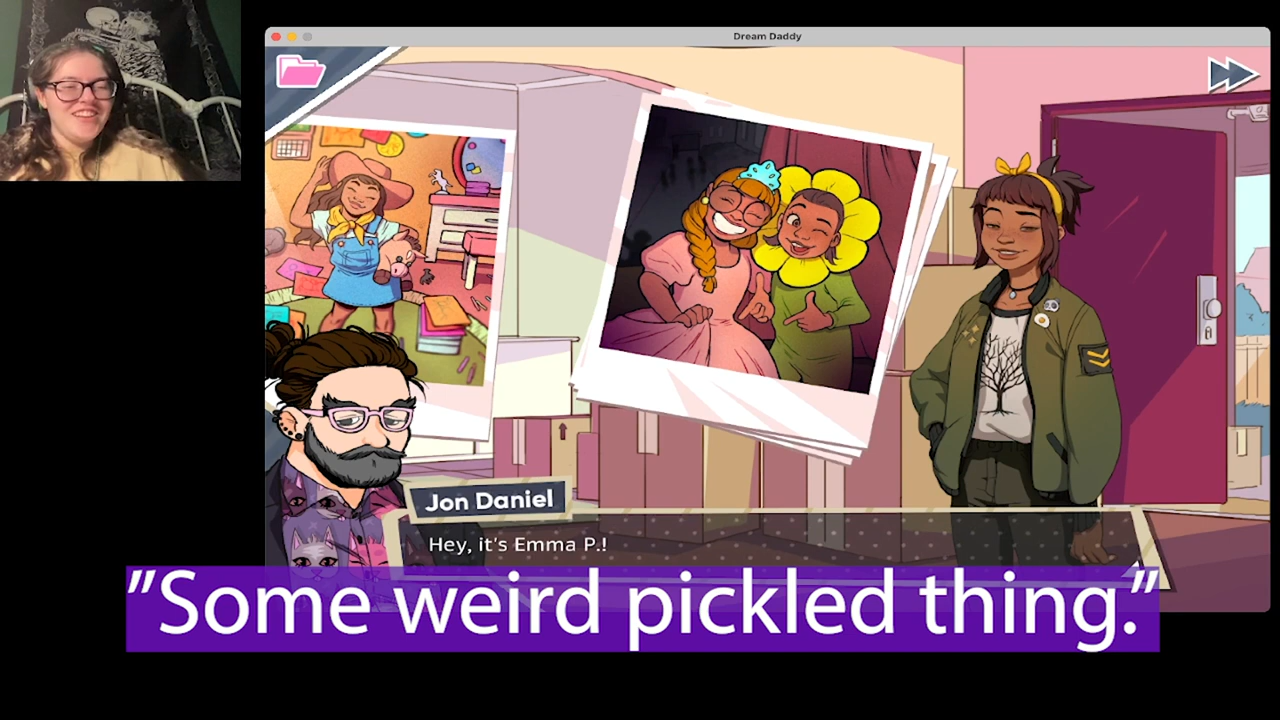 Dream Daddy
Jon Daniel
Hey, it's Emma P.!
"Some weird pickled thing."